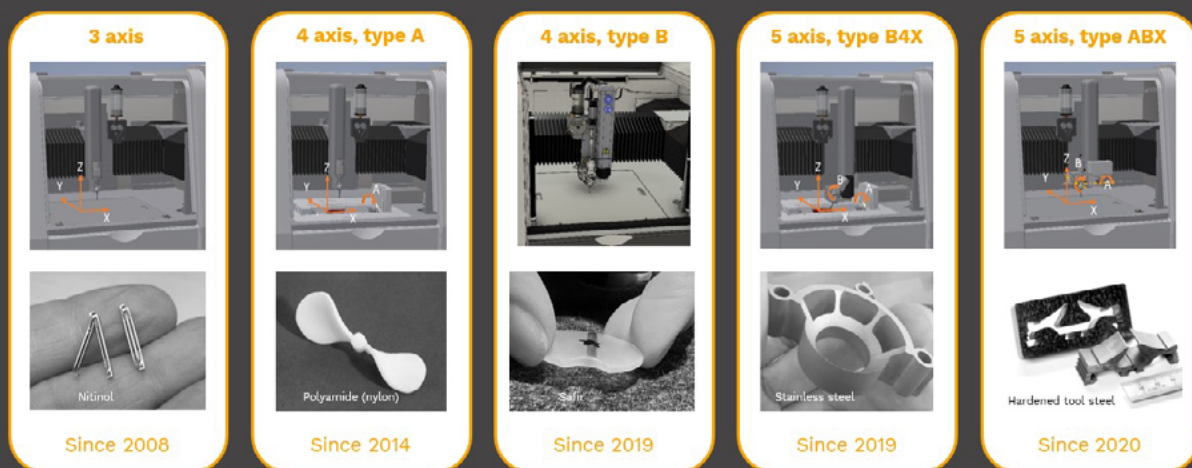 3 axis
Z
Y
X
Nitinol
Since 2008
4 axis, type A
Z
Y
A
X
Polyamide (nylon)
Since 2014
4 axis, type B
Safir
Since 2019
5 axis, type B4X
Z
Y
B
A
X
Stainless steel
Since 2019
5 axis, type ABX
Z
B
Y
A
X
Hardened tool steel
Since 2020